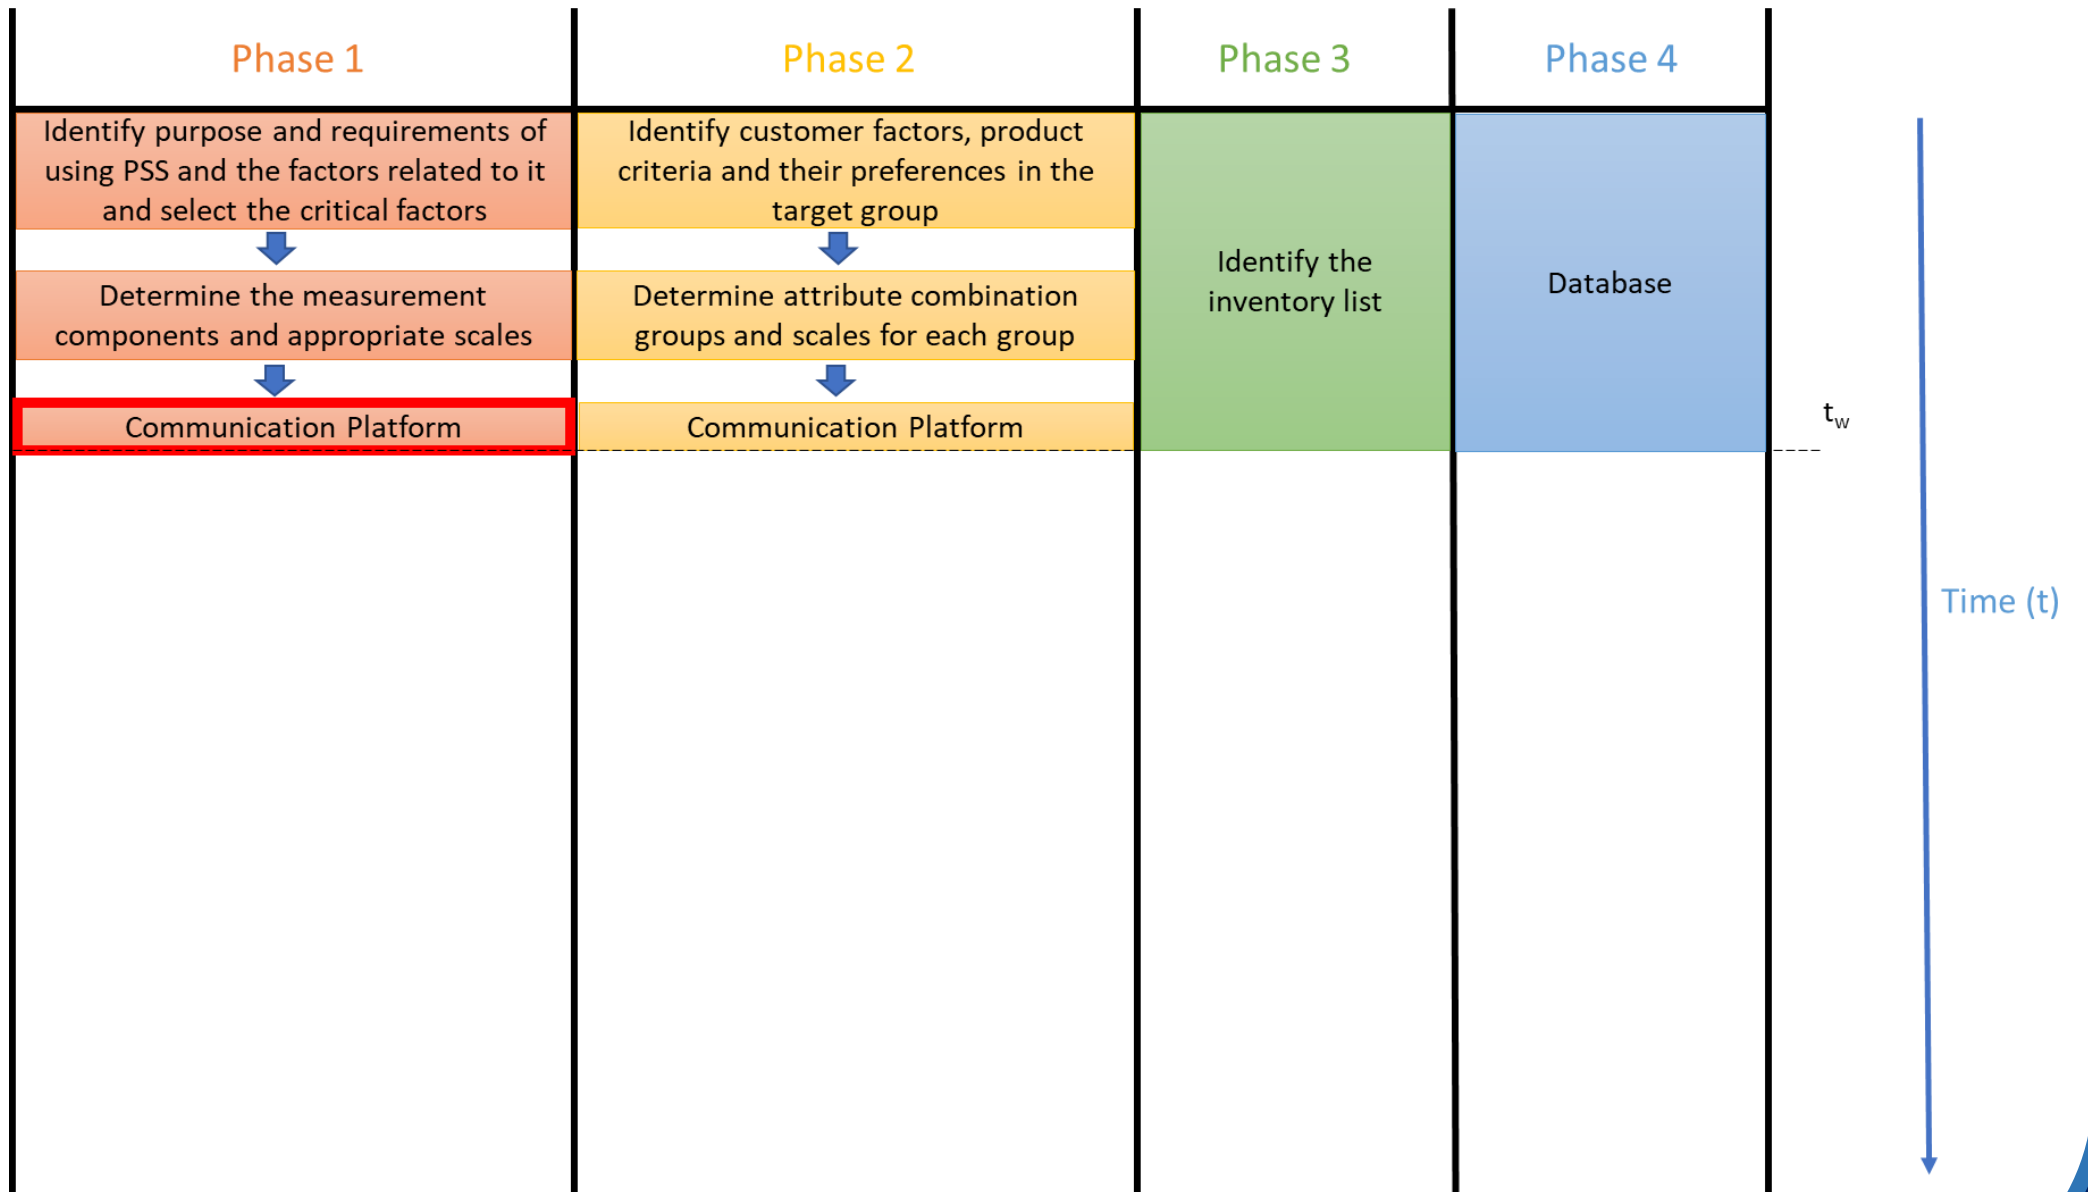 Phase 1
Phase 2
Phase 3
Phase 4
Identify purpose and requirements of
using PSS and the factors related to it
and select the critical factors
Identify customer factors, product
criteria and their preferences in the
target group
Identify the
inventory list
Database
Determine the measurement
components and appropriate scales
Determine attribute combination
groups and scales for each group
Communication Platform
Communication Platform
tw
Time (t)